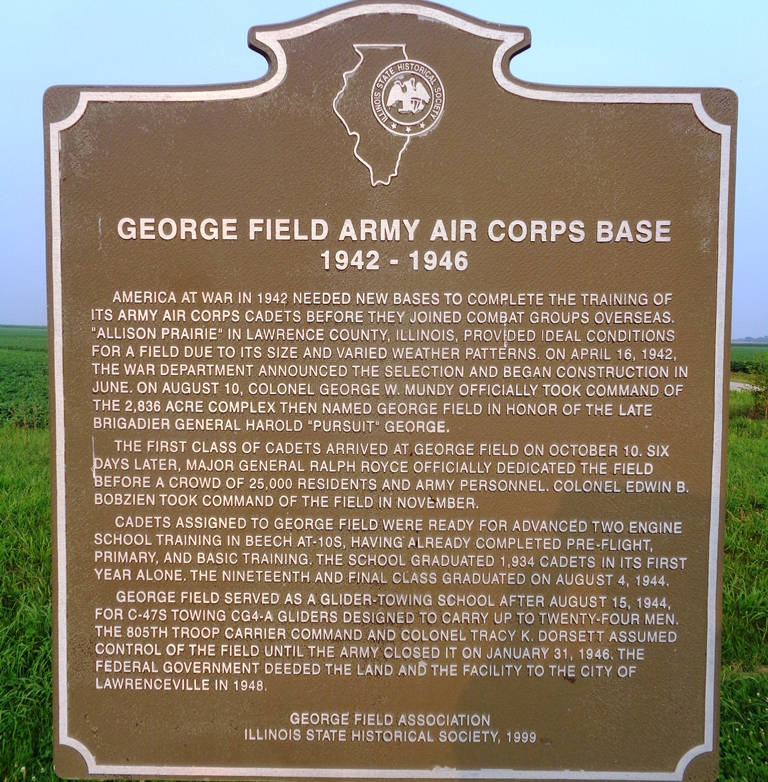 ILLINOIS STATE HISTORICAL SOCIETY
GEORGE FIELD ARMY AIR CORPS BASE
1942 - 1946
AMERICA AT WAR IN 1942 NEEDED NEW BASES TO COMPLETE THE TRAINING OF
ITS ARMY AIR CORPS CADETS BEFORE THEY JOINED COMBAT GROUPS OVERSEAS.
"ALLISON PRAIRIE" IN LAWRENCE COUNTY, ILLINOIS, PROVIDED IDEAL CONDITIONS
FOR A FIELD DUE TO ITS SIZE AND VARIED WEATHER PATTERNS. ON APRIL 16, 1942,
THE WAR DEPARTMENT ANNOUNCED THE SELECTION AND BEGAN CONSTRUCTION IN
JUNE. ON AUGUST 10, COLONEL GEORGE W. MUNDY OFFICIALLY TOOK COMMAND OF
THE 2,836 ACRE COMPLEX THEN NAMED GEORGE FIELD IN HONOR OF THE LATE
BRIGADIER GENERAL HAROLD "PURSUIT" GEORGE.
THE FIRST CLASS OF CADETS ARRIVED AT GEORGE FIELD ON OCTOBER 10. SIX
DAYS LATER, MAJOR GENERAL RALPH ROYCE OFFICIALLY DEDICATED THE FIELD
BEFORE A CROWD OF 25,000 RESIDENTS AND ARMY PERSONNEL. COLONEL EDWIN B.
BOBZIEN TOOK COMMAND OF THE FIELD IN NOVEMBER.
CADETS ASSIGNED TO GEORGE FIELD WERE READY FOR ADVANCED TWO ENGINE
SCHOOL TRAINING IN BEECH AT-10S, HAVING ALREADY COMPLETED PRE-FLIGHT,
PRIMARY, AND BASIC TRAINING. THE SCHOOL GRADUATED 1,934 CADETS IN ITS FIRST
YEAR ALONE. THE NINETEENTH AND FINAL CLASS GRADUATED ON AUGUST 4, 1944.
GEORGE FIELD SERVED AS A GLIDER-TOWING SCHOOL AFTER AUGUST 15, 1944,
FOR C-47S TOWING CG4-A GLIDERS DESIGNED TO CARRY UP TO TWENTY-FOUR MEN.
THE 805TH TROOP CARRIER COMMAND AND COLONEL TRACY K. DORSETT ASSUMED
CONTROL OF THE FIELD UNTIL THE ARMY CLOSED IT ON JANUARY 31, 1946. THE
FEDERAL GOVERNMENT DEEDED THE LAND AND THE FACILITY TO THE CITY OF
LAWRENCEVILLE IN 1948.
GEORGE FIELD ASSOCIATION
ILLINOIS STATE HISTORICAL SOCIETY, 1999